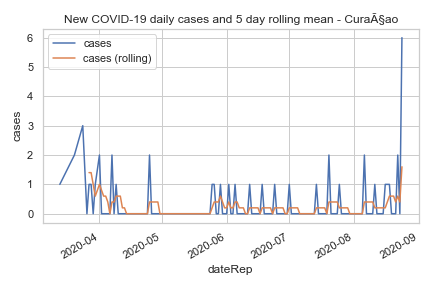 New COVID-19 daily cases and 5 day rolling mean - CuraÃ§ao
cases
cases (rolling)
6
5
4
3
2
1
0
cases
2020-04
2020-05
2020-06
2020-07
2020-08
2020-09
dateRep